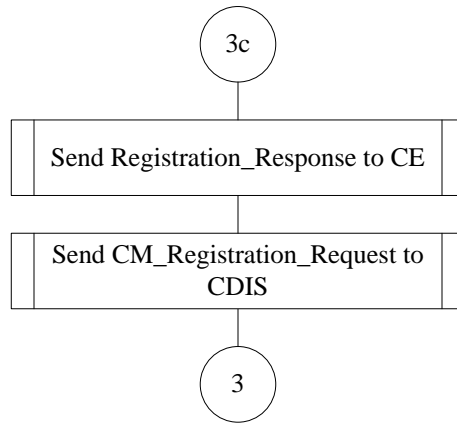 3c
Send Registration_Response to CE
Send CM_Registration_Request to
CDIS
3